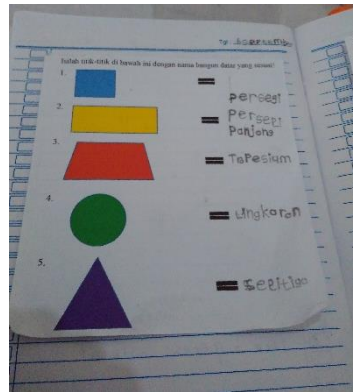 Isilah titik-titik di bawah ini dengan nama bangun datar yang sesuai!
1. = persegi
2. = Persegi
Panjang
3. = Trapesium
4. = Lingkaran
5. = Segitiga